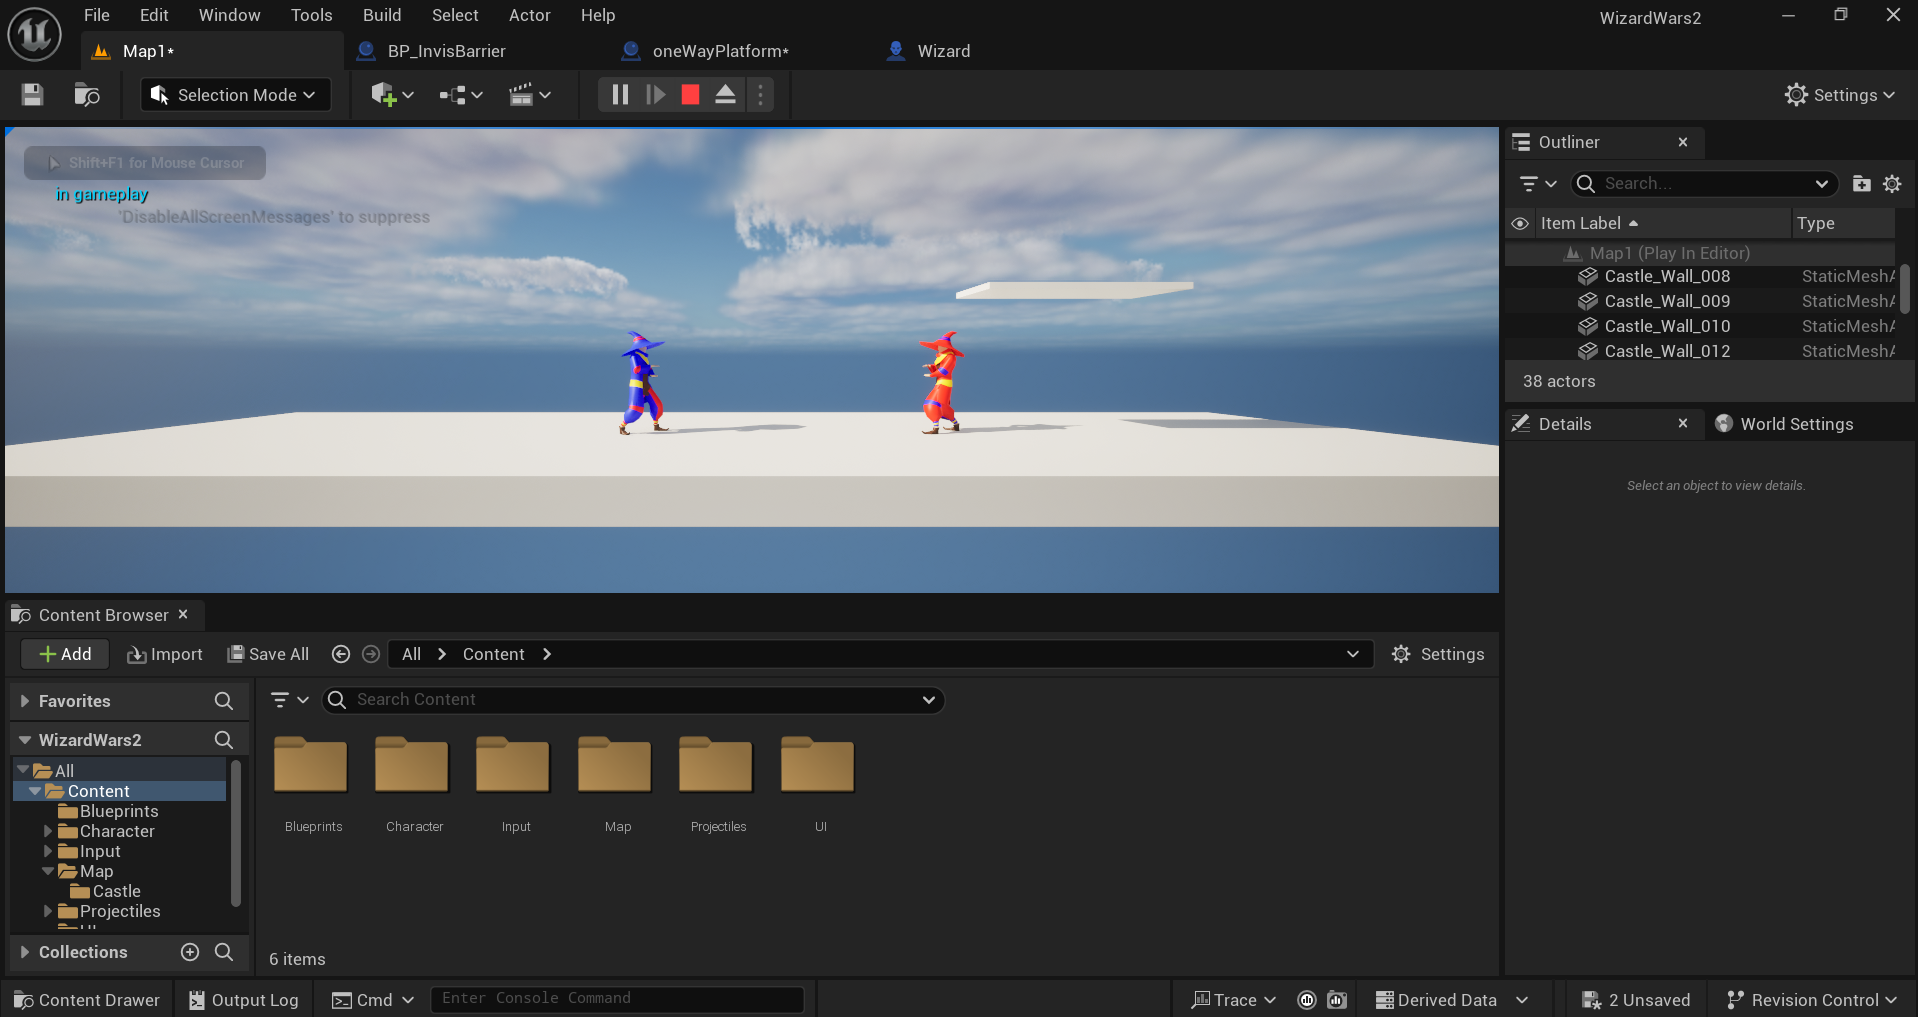 File Edit Window Tools Build Select Actor Help
WizardWars2
Map1*
BP_InvisBarrier
oneWayPlatform*
Wizard
Selection Mode
Settings
Shift+F1 for Mouse Cursor
in gameplay
'DisableAllScreenMessages' to suppress
Outliner
Search...
Item Label
Type
Map1 (Play In Editor)
Castle_Wall_008 StaticMeshA
Castle_Wall_009 StaticMeshA
Castle_Wall_010 StaticMeshA
Castle_Wall_012 StaticMeshA
38 actors
Details
World Settings
Select an object to view details.
Content Browser
Add
Import
Save All
All
Content
Settings
Favorites
Search Content
WizardWars2
All
Content
Blueprints
Character
Input
Map
Castle
Projectiles
Collections
Blueprints
Character
Input
Map
Projectiles
UI
6 items
Content Drawer
Output Log
Cmd
Enter Console Command
Trace
Derived Data
2 Unsaved
Revision Control